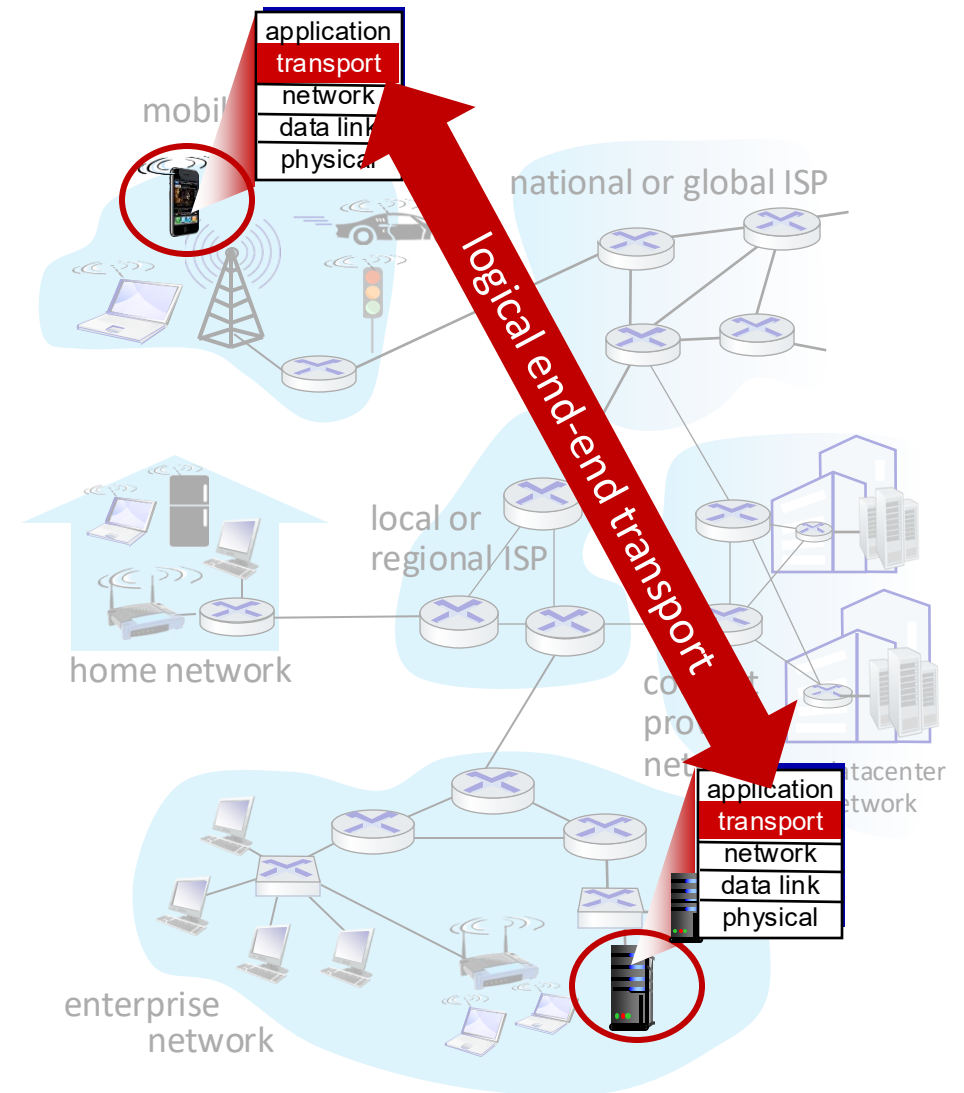 application
transport
network
data link
physical
national or global ISP
logical end-end transport
local or
regional ISP
home network
application
transport
network
data link
physical
enterprise
network